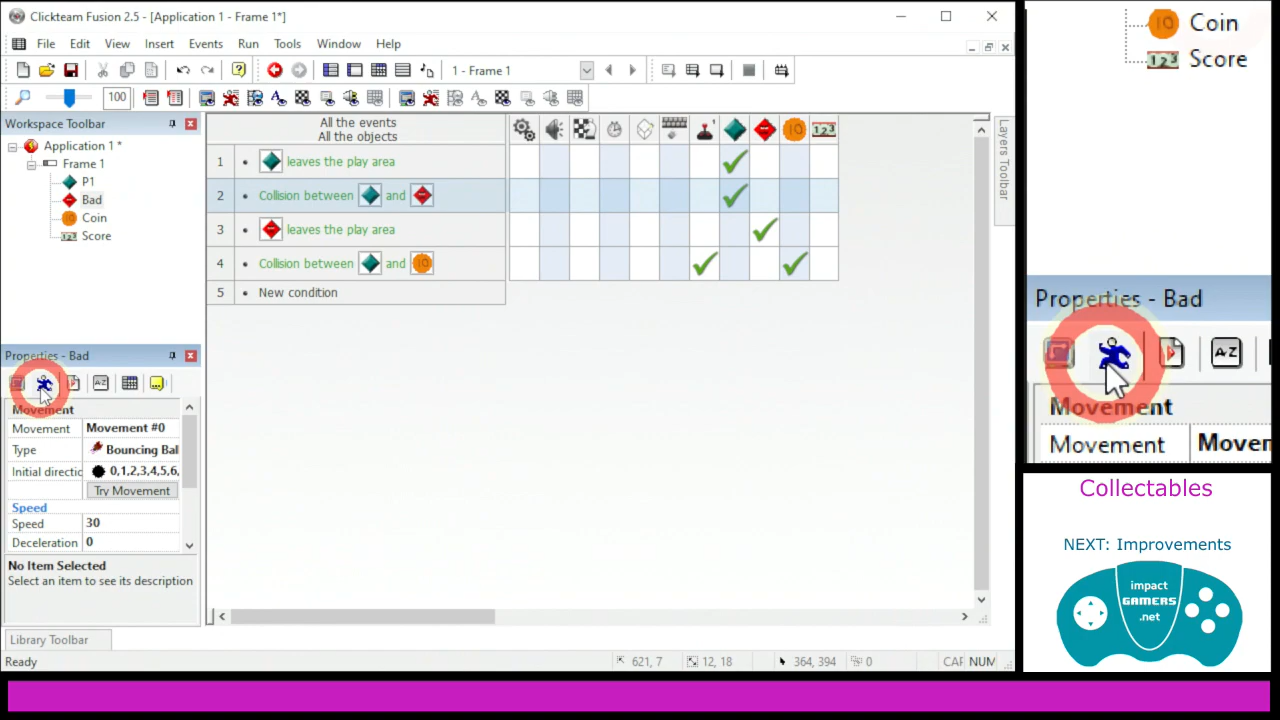 Clickteam Fusion 2.5 - [Application 1 - Frame 1*]
File Edit View Insert Events Run Tools Window Help
1 - Frame 1
100
Workspace Toolbar
Application 1 *
Frame 1
P1
Bad
Coin
Score
All the events
All the objects
1 • leaves the play area
2 • Collision between and
3 • leaves the play area
4 • Collision between and 10
5 • New condition
Layers Toolbar
Properties - Bad
Movement
Movement Movement #0
Type Bouncing Bal
Initial directic 0,1,2,3,4,5,6,
Try Movement
Speed
Speed 30
Deceleration 0
No Item Selected
Select an item to see its description
Library Toolbar
Ready
621, 7
12, 18
364, 394
0
CAF
NUM
10 Coin
123 Score
Properties - Bad
A-Z
Movement
Movement Movem
Collectables
NEXT: Improvements
impact
GAMERS
.net